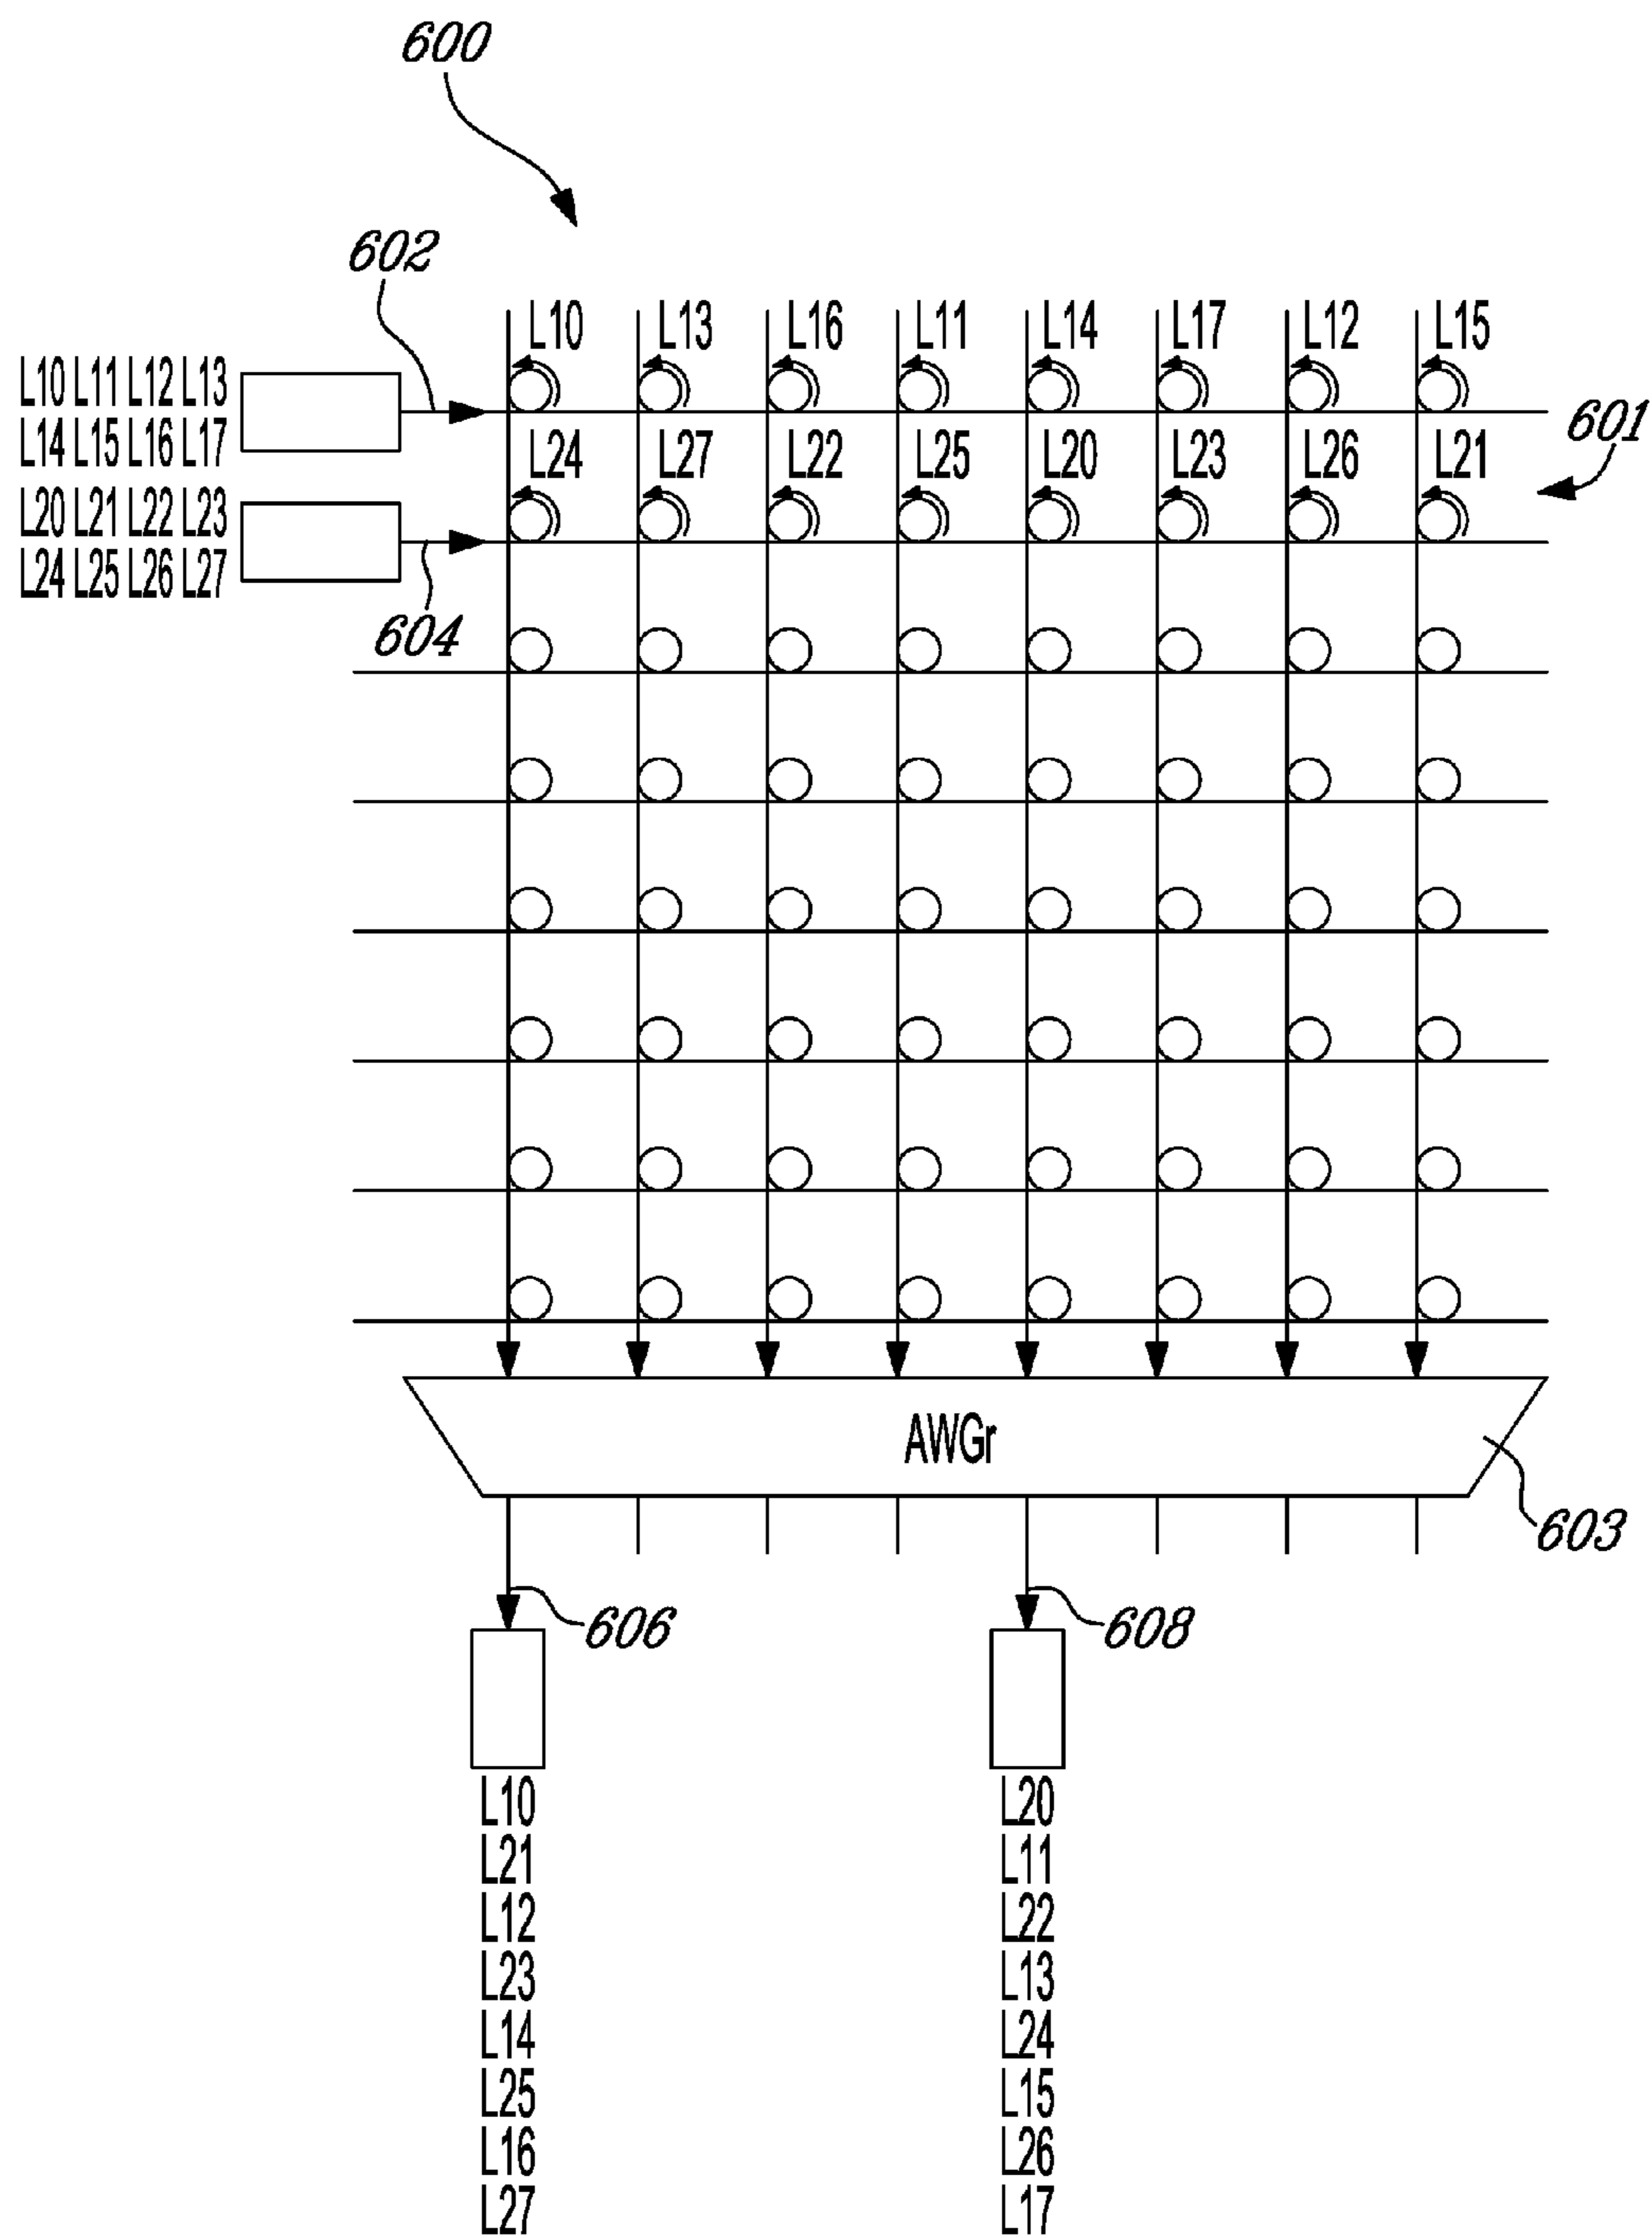 600
602
L10 L13 L16 L11 L14 L17 L12 L15
L10 L11 L12 L13
L14 L15 L16 L17
601
L24 L27 L22 L25 L20 L23 L26 L21
L20 L21 L22 L23
L24 L25 L26 L27
604
AWGr
603
606
608
L10
L21
L12
L23
L14
L25
L16
L27
L20
L11
L22
L13
L24
L15
L26
L17